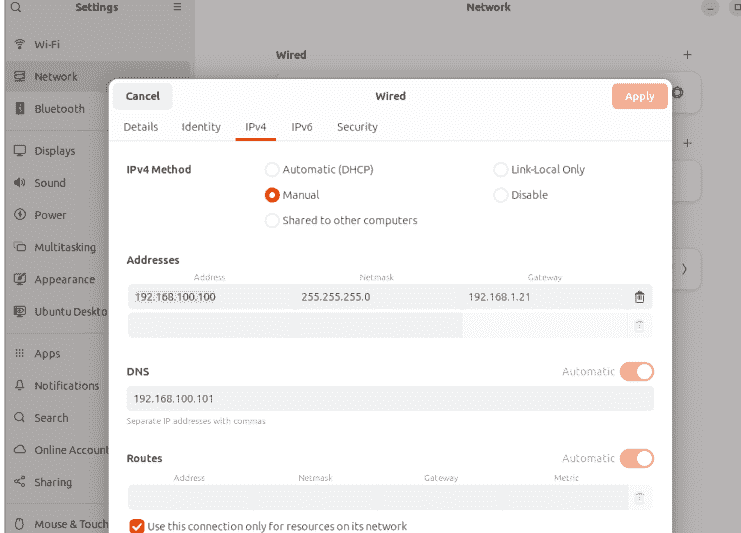 Settings
Network
Wi-Fi
Network
Bluetooth
Displays
Sound
Power
Multitasking
Appearance
Ubuntu Deskto
Apps
Notifications
Search
Online Account
Sharing
Mouse & Touch
Wired
Cancel
Wired
Apply
Details Identity IPv4 IPv6 Security
IPv4 Method
Automatic (DHCP)
Link-Local Only
Manual
Disable
Shared to other computers
Addresses
Address Netmask Gateway
192.168.100.100 255.255.255.0 192.168.1.21
DNS
Automatic
192.168.100.101
Separate IP addresses with commas
Routes
Automatic
Address Netmask Gateway Metric
Use this connection only for resources on its network